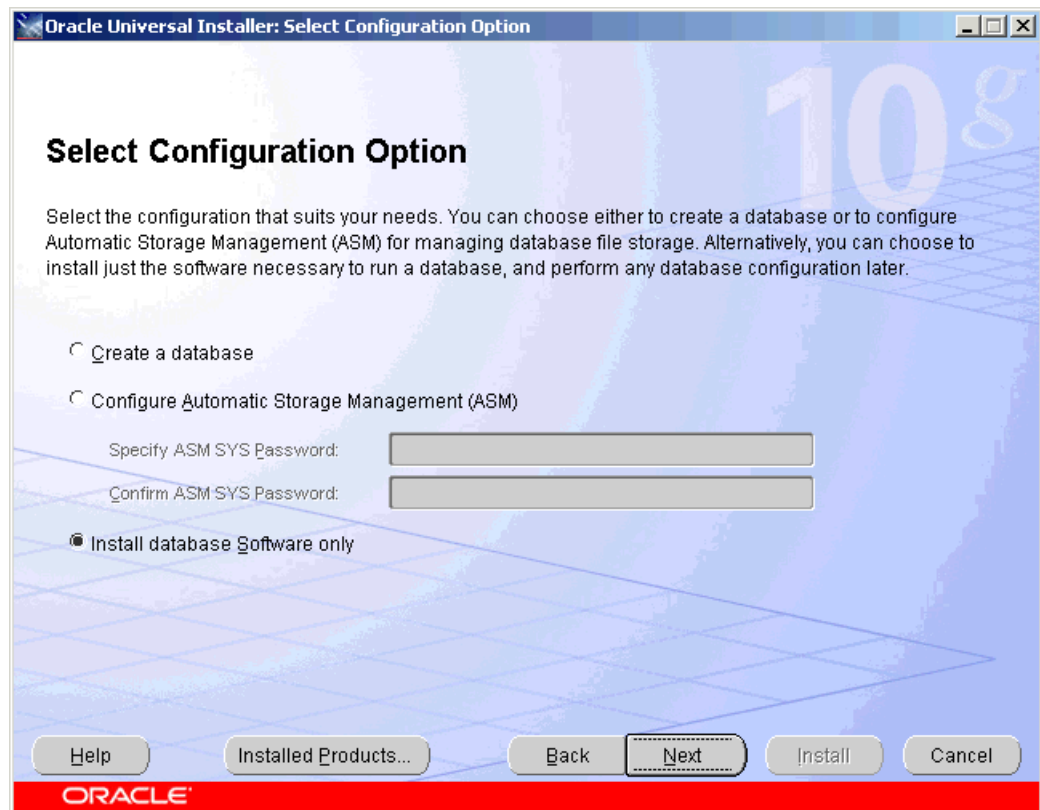 Oracle Universal Installer: Select Configuration Option
10g
Select Configuration Option
Select the configuration that suits your needs. You can choose either to create a database or to configure
Automatic Storage Management (ASM) for managing database file storage. Alternatively, you can choose to
install just the software necessary to run a database, and perform any database configuration later.
Create a database
Configure Automatic Storage Management (ASM)
Specify ASM SYS Password:
Confirm ASM SYS Password:
Install database Software only
Help Installed Products... Back Next Install Cancel
ORACLE